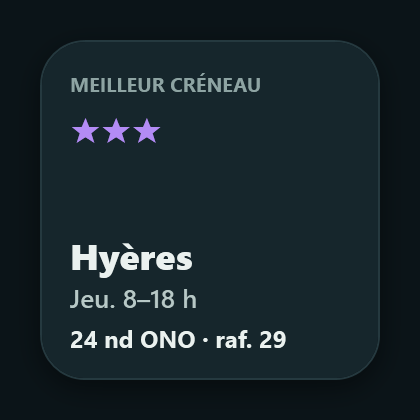 MEILLEUR CRÉNEAU
★★★
Hyères
Jeu. 8–18 h
24 nd ONO · raf. 29